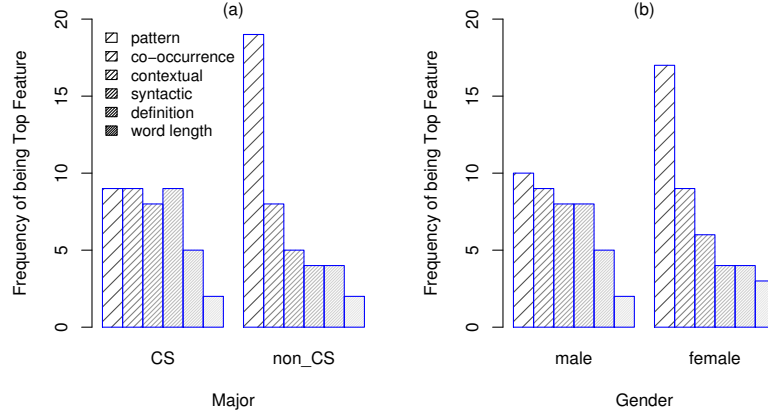 (a)
Frequency of being Top Feature
20
15
10
5
0
pattern
co-occurrence
contextual
syntactic
definition
word length
CS
non_CS
Major
(b)
Frequency of being Top Feature
20
15
10
5
0
male
female
Gender